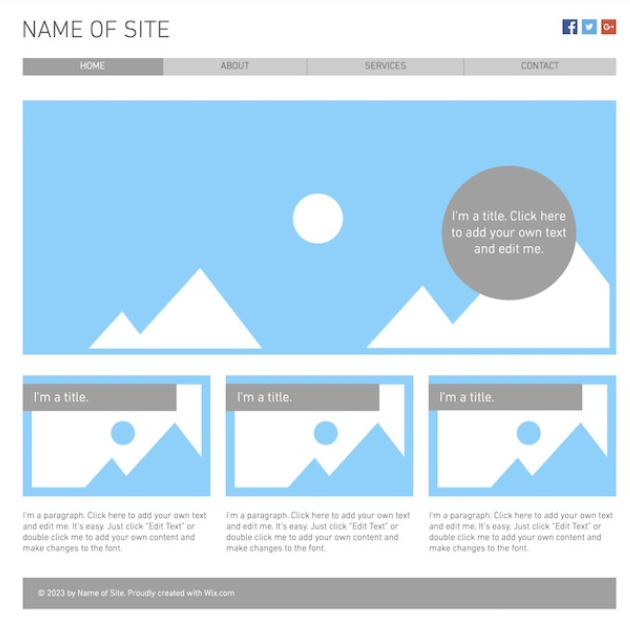 NAME OF SITE
f
G+
HOME
ABOUT
SERVICES
CONTACT
I'm a title. Click here
to add your own text
and edit me.
I'm a title.
I'm a title.
I'm a title.
I'm a paragraph. Click here to add your own text
and edit me. It's easy. Just click "Edit Text" or
double click me to add your own content and
make changes to the font.
I'm a paragraph. Click here to add your own text
and edit me. It's easy. Just click "Edit Text" or
double click me to add your own content and
make changes to the font.
I'm a paragraph. Click here to add your own text
and edit me. It's easy. Just click "Edit Text" or
double click me to add your own content and
make changes to the font.
© 2023 by Name of Site. Proudly created with Wix.com